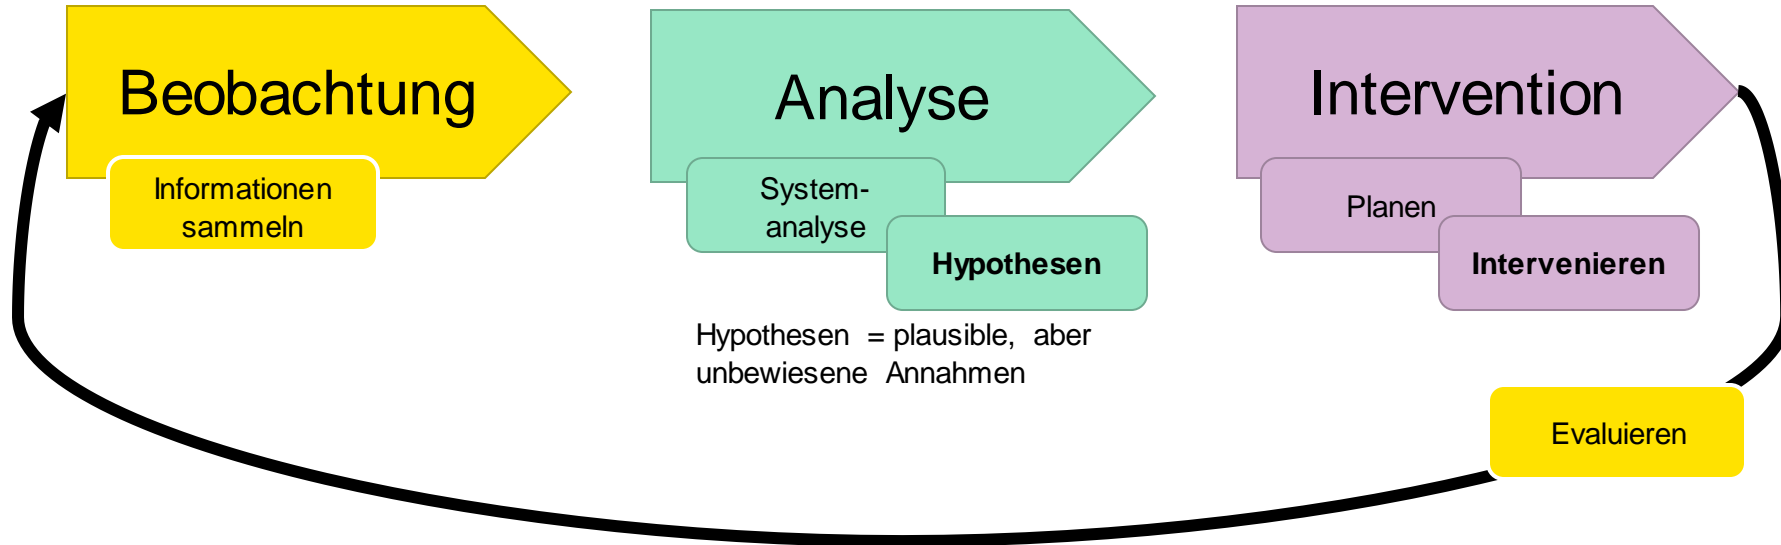 Beobachtung
Informationen
sammeln
Analyse
System-
analyse
Hypothesen
Hypothesen = plausible, aber
unbewiesene Annahmen
Intervention
Planen
Intervenieren
Evaluieren